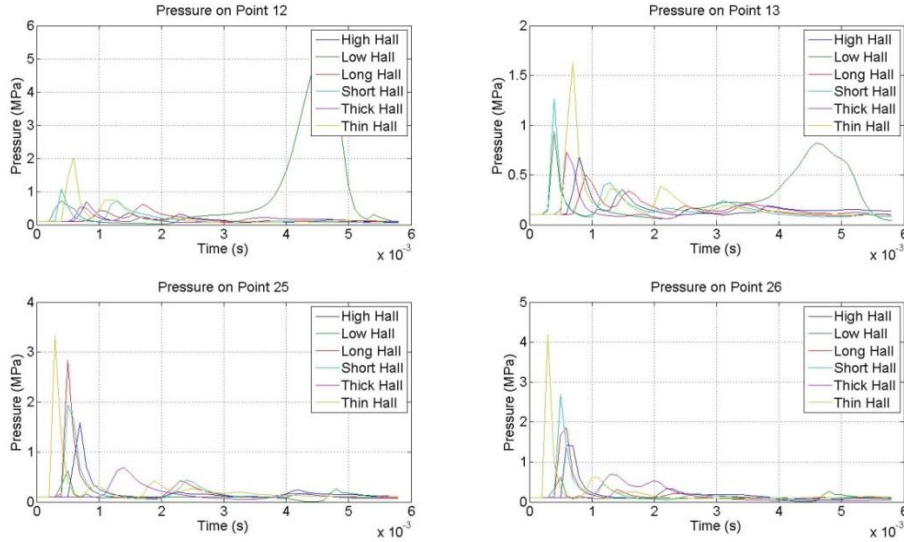 Pressure on Point 12
Pressure (MPa)
6
5
4
3
2
1
0
0 1 2 3 4 5 6
Time (s)
x 10-3
High Hall
Low Hall
Long Hall
Short Hall
Thick Hall
Thin Hall
Pressure on Point 13
Pressure (MPa)
2
1.5
1
0.5
0
0 1 2 3 4 5 6
Time (s)
x 10-3
High Hall
Low Hall
Long Hall
Short Hall
Thick Hall
Thin Hall
Pressure on Point 25
Pressure (MPa)
4
3
2
1
0
0 1 2 3 4 5 6
Time (s)
x 10-3
High Hall
Low Hall
Long Hall
Short Hall
Thick Hall
Thin Hall
Pressure on Point 26
Pressure (MPa)
5
4
3
2
1
0
0 1 2 3 4 5 6
Time (s)
x 10-3
High Hall
Low Hall
Long Hall
Short Hall
Thick Hall
Thin Hall